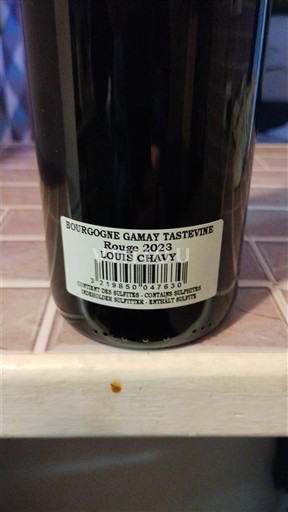 BOURGOGNE GAMAY TASTEVINE
Rouge 2023
LOUIS CHAVY
3 219850 047630
CONTIENT DES SULFITES - CONTAINS SULPHITES
INDEHOLDER SULFITTER - ENTHÄLT SULFITE